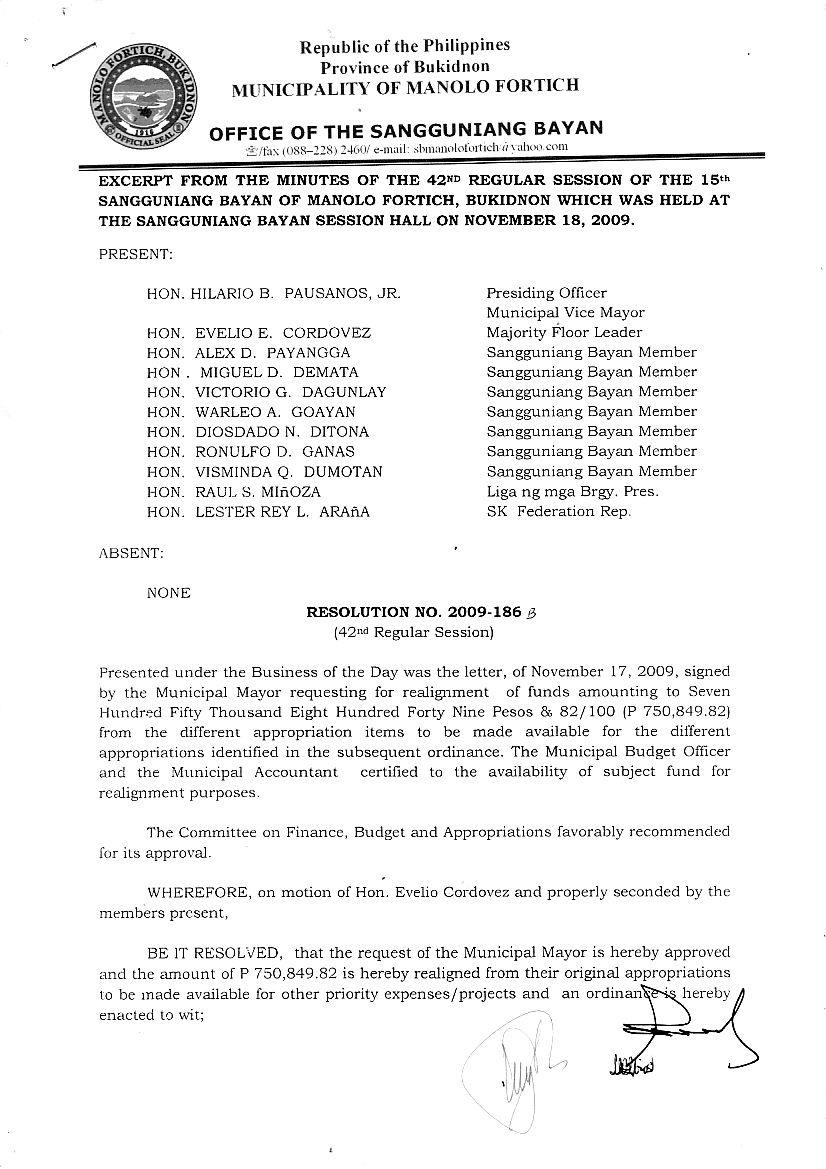 Republic of the Philippines
Province of Bukidnon
MUNICIPALITY OF MANOLO FORTICH
MANOLO FORTICH, BUKIDNON
1916
OFFICIAL SEAL
OFFICE OF THE SANGGUNIANG BAYAN
☏/fax (088–228) 2460/ e-mail: sbmanolofortich@yahoo.com
EXCERPT FROM THE MINUTES OF THE 42ND REGULAR SESSION OF THE 15th
SANGGUNIANG BAYAN OF MANOLO FORTICH, BUKIDNON WHICH WAS HELD AT
THE SANGGUNIANG BAYAN SESSION HALL ON NOVEMBER 18, 2009.
PRESENT:
HON. HILARIO B. PAUSANOS, JR. Presiding Officer
Municipal Vice Mayor
HON. EVELIO E. CORDOVEZ Majority Floor Leader
HON. ALEX D. PAYANGGA Sangguniang Bayan Member
HON . MIGUEL D. DEMATA Sangguniang Bayan Member
HON. VICTORIO G. DAGUNLAY Sangguniang Bayan Member
HON. WARLEO A. GOAYAN Sangguniang Bayan Member
HON. DIOSDADO N. DITONA Sangguniang Bayan Member
HON. RONULFO D. GANAS Sangguniang Bayan Member
HON. VISMINDA Q. DUMOTAN Sangguniang Bayan Member
HON. RAUL S. MIñOZA Liga ng mga Brgy. Pres.
HON. LESTER REY L. ARAñA SK Federation Rep.
ABSENT:
NONE
RESOLUTION NO. 2009-186 B
(42nd Regular Session)
Presented under the Business of the Day was the letter, of November 17, 2009, signed
by the Municipal Mayor requesting for realignment of funds amounting to Seven
Hundred Fifty Thousand Eight Hundred Forty Nine Pesos & 82/100 (P 750,849.82)
from the different appropriation items to be made available for the different
appropriations identified in the subsequent ordinance. The Municipal Budget Officer
and the Municipal Accountant certified to the availability of subject fund for
realignment purposes.
The Committee on Finance, Budget and Appropriations favorably recommended
for its approval.
WHEREFORE, on motion of Hon. Evelio Cordovez and properly seconded by the
members present,
BE IT RESOLVED, that the request of the Municipal Mayor is hereby approved
and the amount of P 750,849.82 is hereby realigned from their original appropriations
to be made available for other priority expenses/projects and an ordinance is hereby
enacted to wit;